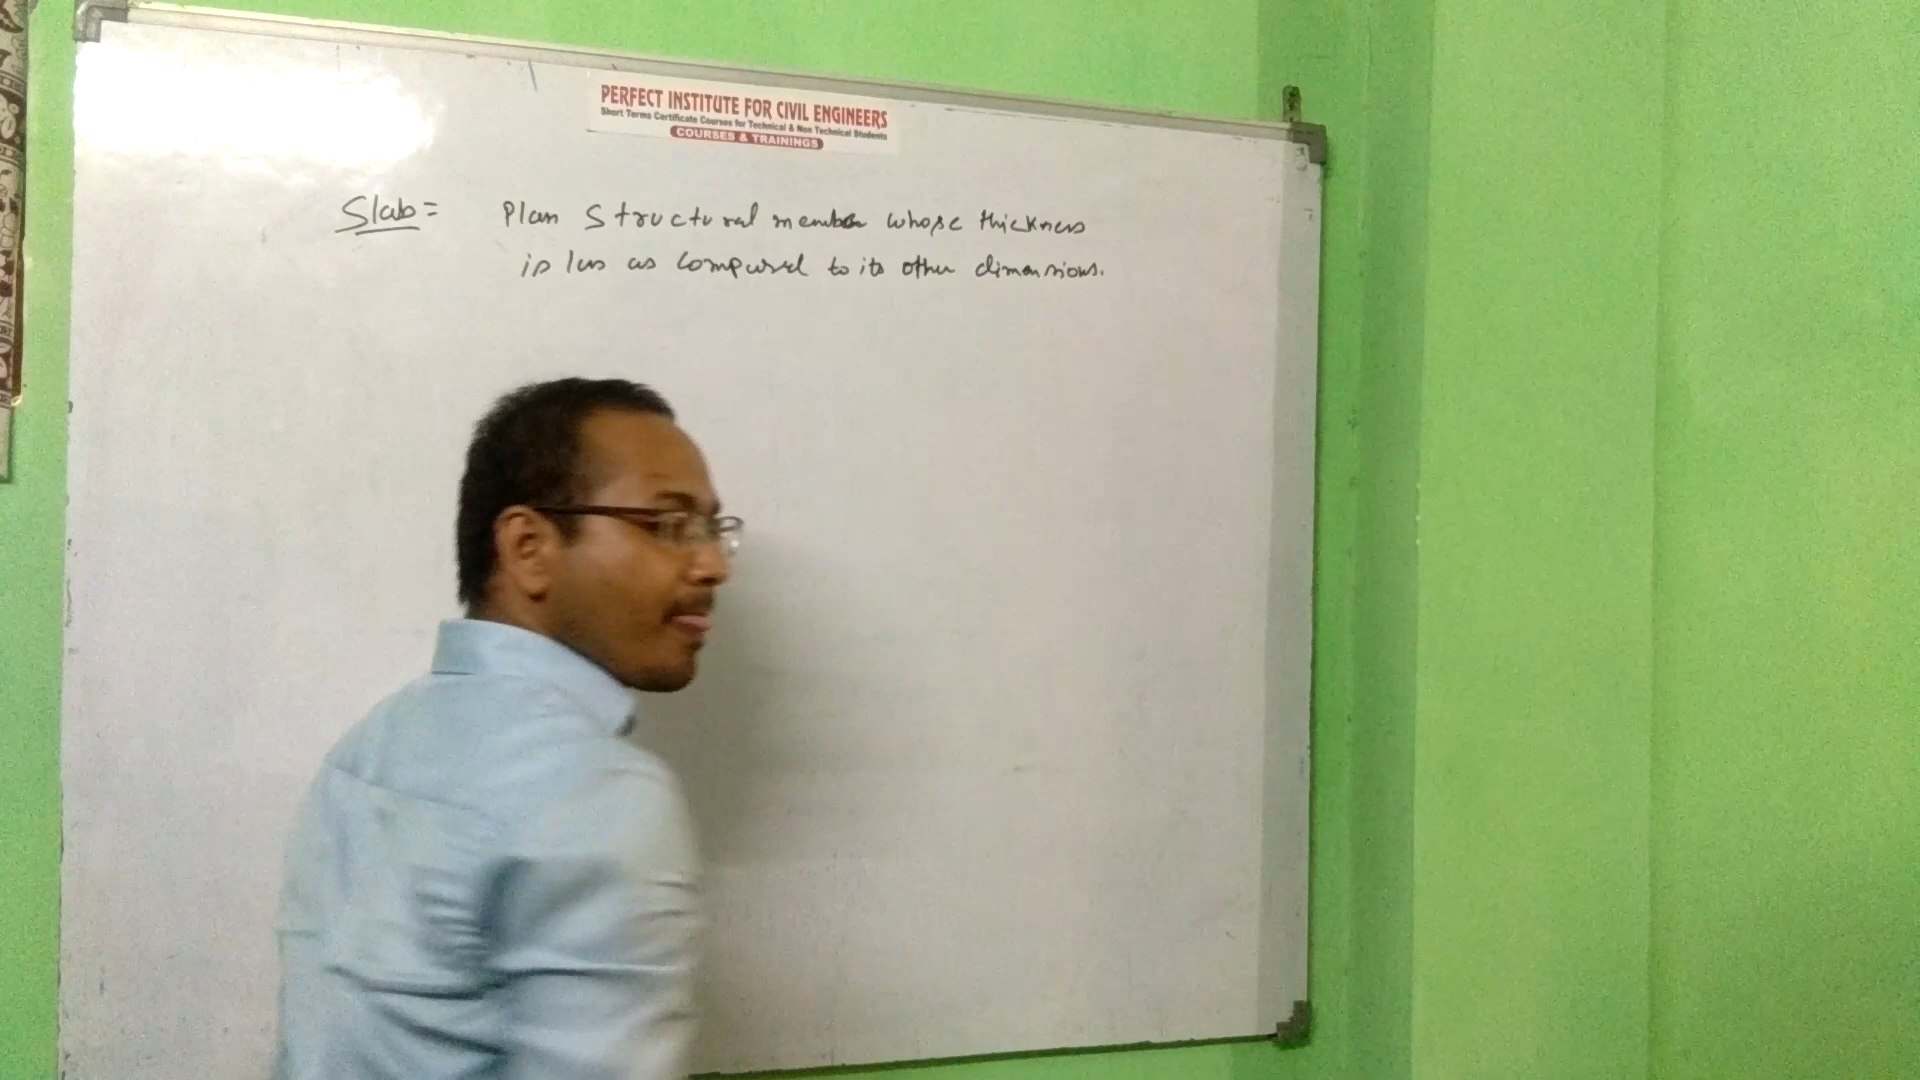 PERFECT INSTITUTE FOR CIVIL ENGINEERS
Short Terms Certificate Courses for Technical & Non Technical Students
COURSES & TRAININGS
Slab = Plan Structural member whose thickness
is less as compared to its other dimensions.